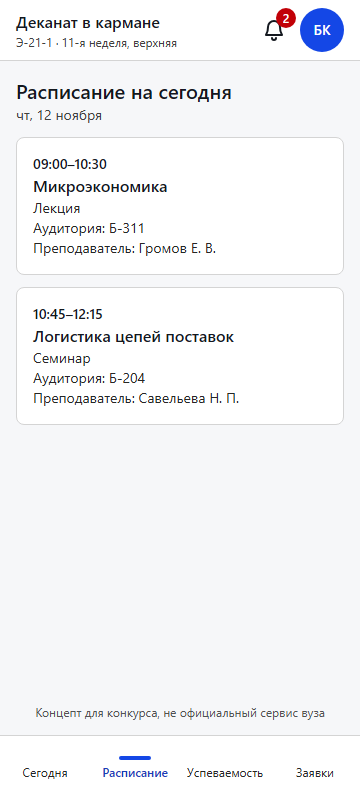 Деканат в кармане
Э-21-1 · 11-я неделя, верхняя
2
БК
Расписание на сегодня
чт, 12 ноября
09:00–10:30
Микроэкономика
Лекция
Аудитория: Б-311
Преподаватель: Громов Е. В.
10:45–12:15
Логистика цепей поставок
Семинар
Аудитория: Б-204
Преподаватель: Савельева Н. П.
Концепт для конкурса, не официальный сервис вуза
Сегодня
Расписание
Успеваемость
Заявки